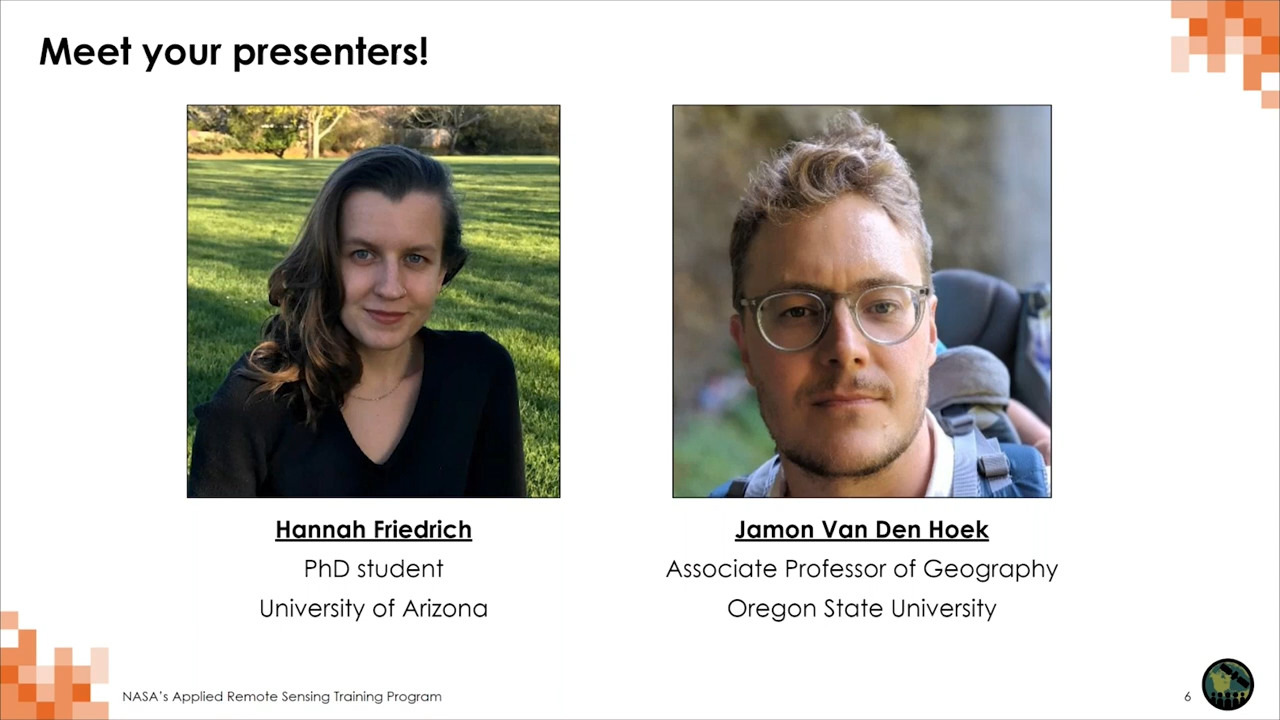 Meet your presenters!
Hannah Friedrich
PhD student
University of Arizona
Jamon Van Den Hoek
Associate Professor of Geography
Oregon State University
NASA's Applied Remote Sensing Training Program
6